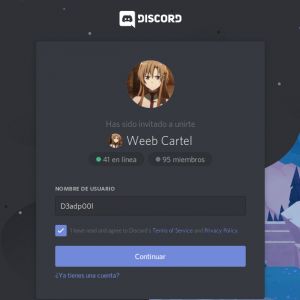 DISCORD
Has sido invitado a unirte
Weeb Cartel
41 en línea 95 miembros
NOMBRE DE USUARIO
D3adp00l
I have read and agree to Discord's Terms of Service and Privacy Policy.
Continuar
¿Ya tienes una cuenta?